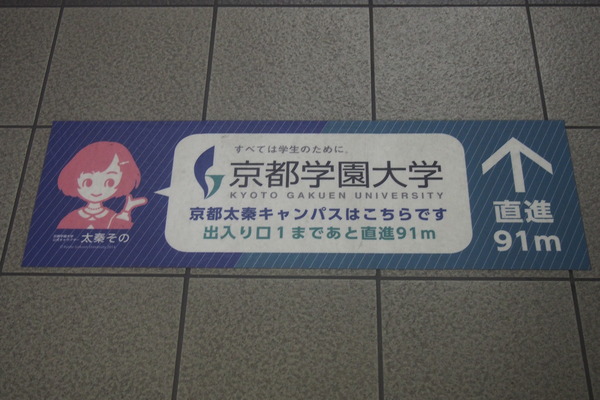 すべては学生のために。
京都学園大学
KYOTO GAKUEN UNIVERSITY
京都太秦キャンパスはこちらです
出入り口1まであと直進91m
太秦その
直進
91m